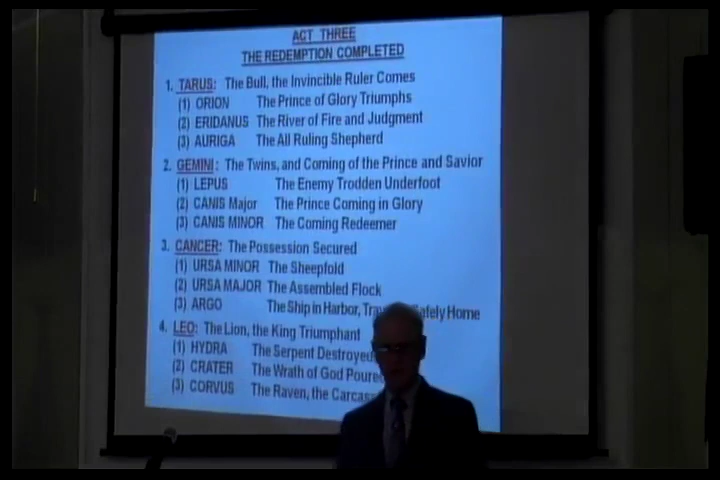 ACT THREE
THE REDEMPTION COMPLETED
1. TARUS: The Bull, the Invincible Ruler Comes
(1) ORION The Prince of Glory Triumphs
(2) ERIDANUS The River of Fire and Judgment
(3) AURIGA The All Ruling Shepherd
2. GEMINI: The Twins, and Coming of the Prince and Savior
(1) LEPUS The Enemy Trodden Underfoot
(2) CANIS Major The Prince Coming in Glory
(3) CANIS MINOR The Coming Redeemer
3. CANCER: The Possession Secured
(1) URSA MINOR The Sheepfold
(2) URSA MAJOR The Assembled Flock
(3) ARGO The Ship in Harbor, Home
4. LEO: The Lion, the King Triumphant
(1) HYDRA The Serpent Destroyed
(2) CRATER The Wrath of God Poured
(3) CORVUS The Raven, the